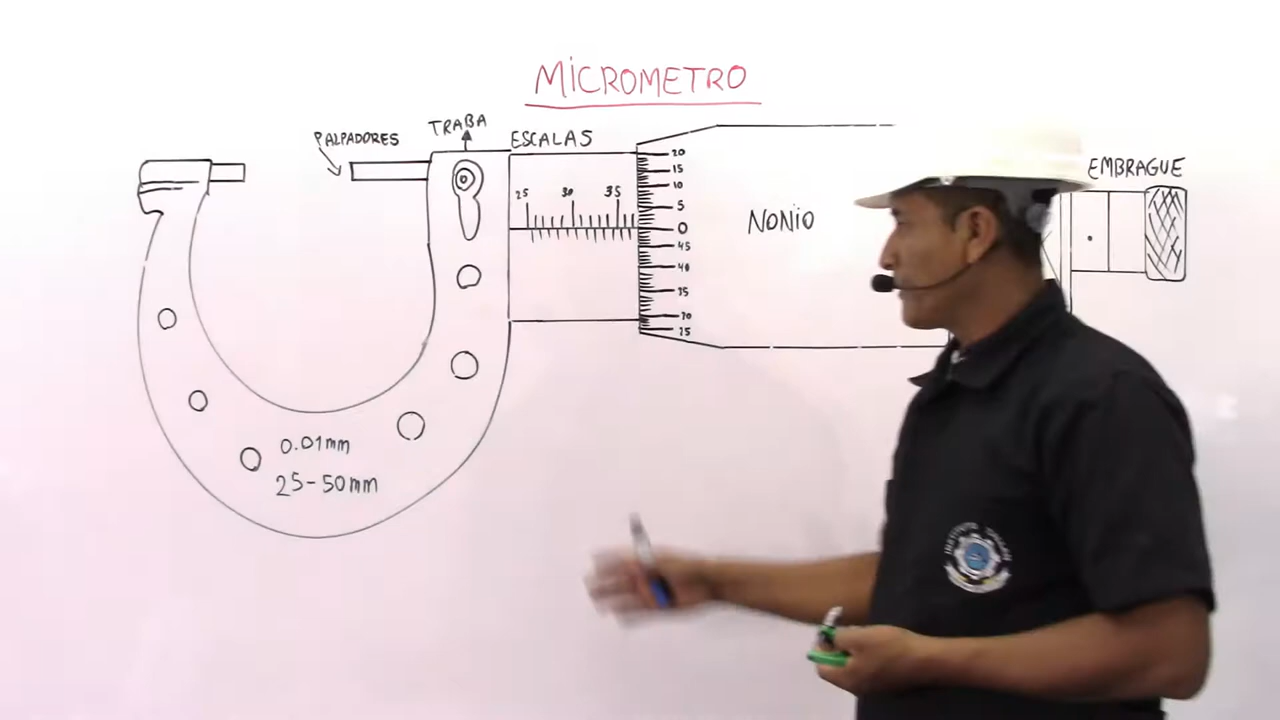 MICROMETRO
PALPADORES
TRABA
ESCALAS
EMBRAGUE
25 30 35
20
15
10
5
0
45
40
35
30
25
NONIO
0.01mm
25-50mm